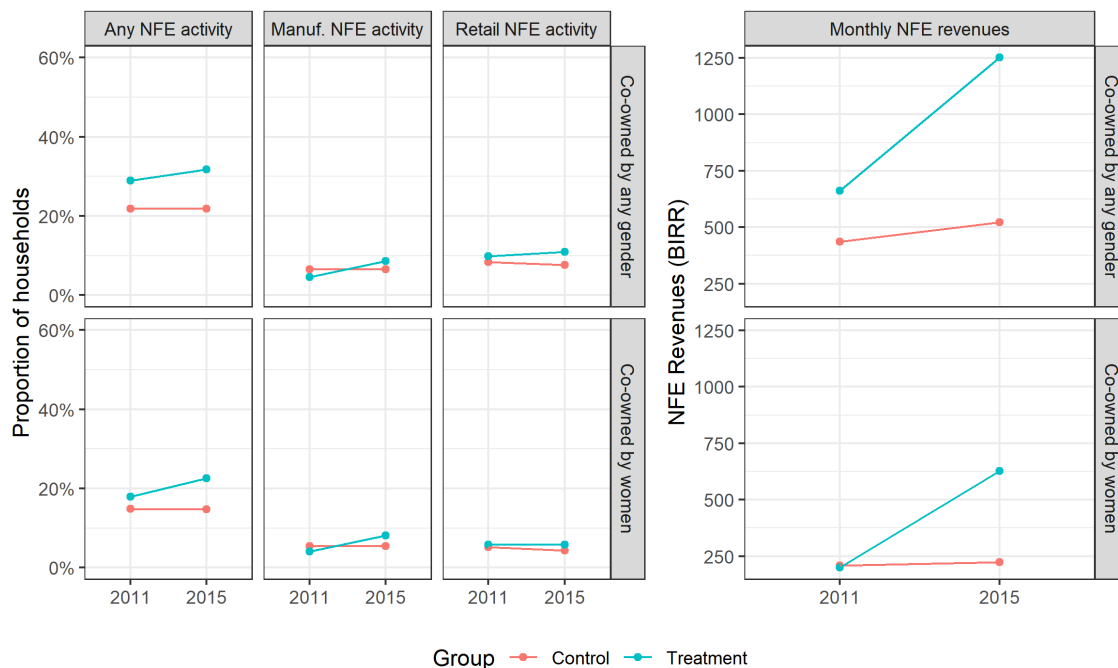 Any NFE activity
Manuf. NFE activity
Retail NFE activity
Monthly NFE revenues
Proportion of households
60%
40%
20%
0%
Co-owned by any gender
60%
40%
20%
0%
Co-owned by women
2011
2015
2011
2015
2011
2015
NFE Revenues (BIRR)
1250
1000
750
500
250
Co-owned by any gender
1250
1000
750
500
250
Co-owned by women
2011
2015
Group
Control
Treatment